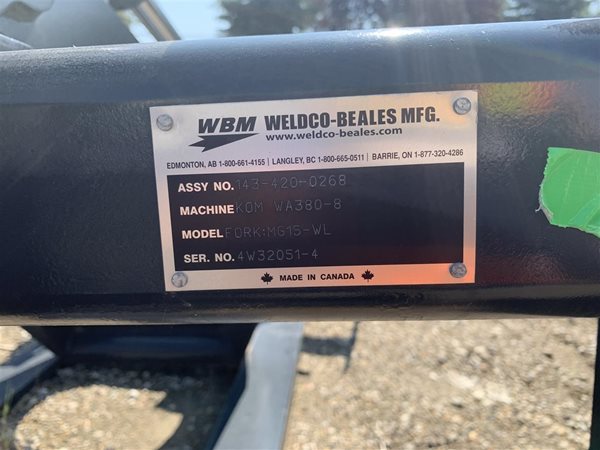 WBM WELDCO-BEALES MFG.
www.weldco-beales.com
EDMONTON, AB 1-800-661-4155 | LANGLEY, BC 1-800-665-0511 | BARRIE, ON 1-877-320-4286
ASSY NO. 143-420-0268
MACHINE KOM WA380-8
MODEL FORK:MG15-WL
SER. NO. 4W32051-4
MADE IN CANADA